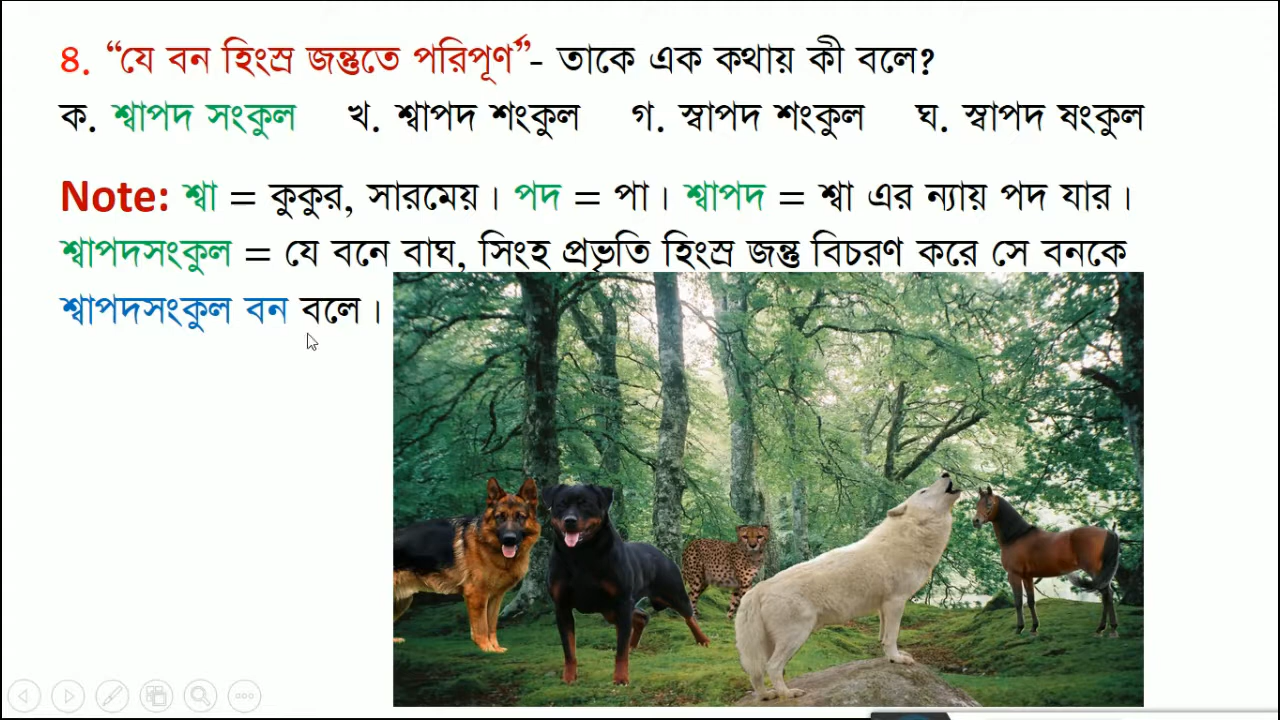 ৪. “যে বন হিংস্র জন্তুতে পরিপূর্ণ”- তাকে এক কথায় কী বলে?
ক. শ্বাপদ সংকুল খ. শ্বাপদ শংকুল গ. স্বাপদ শংকুল ঘ. স্বাপদ ষংকুল
Note: শ্বা = কুকুর, সারমেয়। পদ = পা। শ্বাপদ = শ্বা এর ন্যায় পদ যার।
শ্বাপদসংকুল = যে বনে বাঘ, সিংহ প্রভৃতি হিংস্র জন্তু বিচরণ করে সে বনকে
শ্বাপদসংকুল বন বলে।